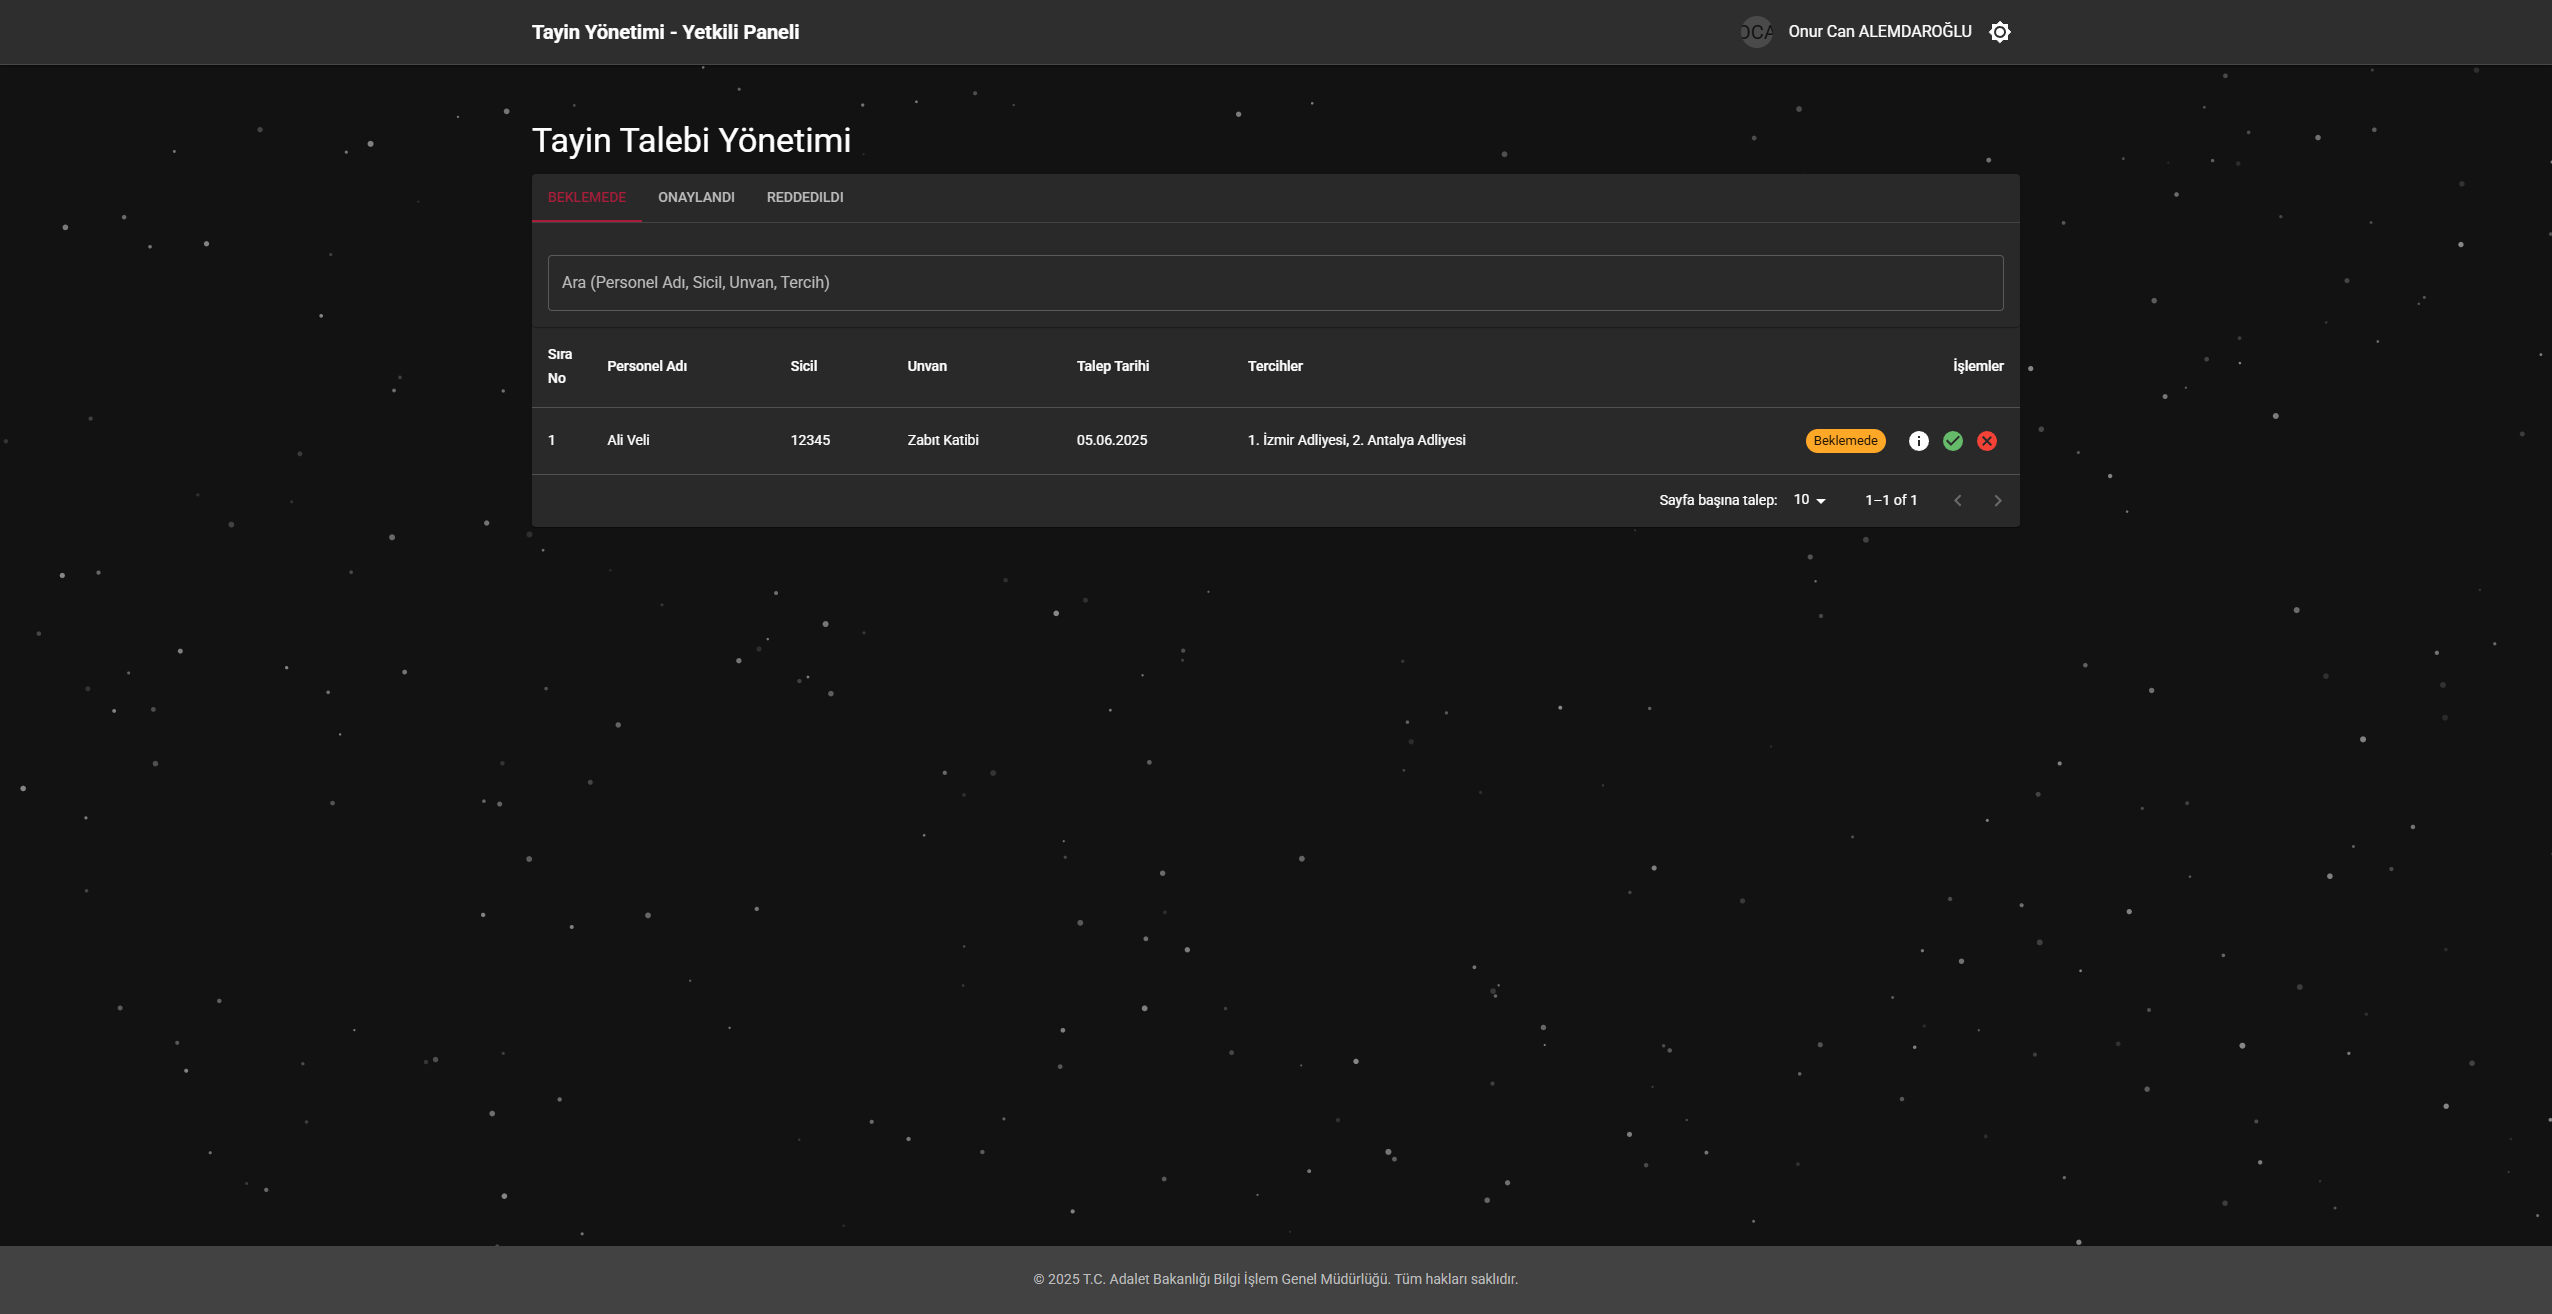 Tayin Yönetimi - Yetkili Paneli
OCA Onur Can ALEMDAROĞLU
Tayin Talebi Yönetimi
BEKLEMEDE ONAYLANDI REDDEDILDI
Ara (Personel Adı, Sicil, Unvan, Tercih)
Sıra No Personel Adı Sicil Unvan Talep Tarihi Tercihler İşlemler
1 Ali Veli 12345 Zabıt Katibi 05.06.2025 1. İzmir Adliyesi, 2. Antalya Adliyesi Beklemede
Sayfa başına talep: 10 1–1 of 1
© 2025 T.C. Adalet Bakanlığı Bilgi İşlem Genel Müdürlüğü. Tüm hakları saklıdır.